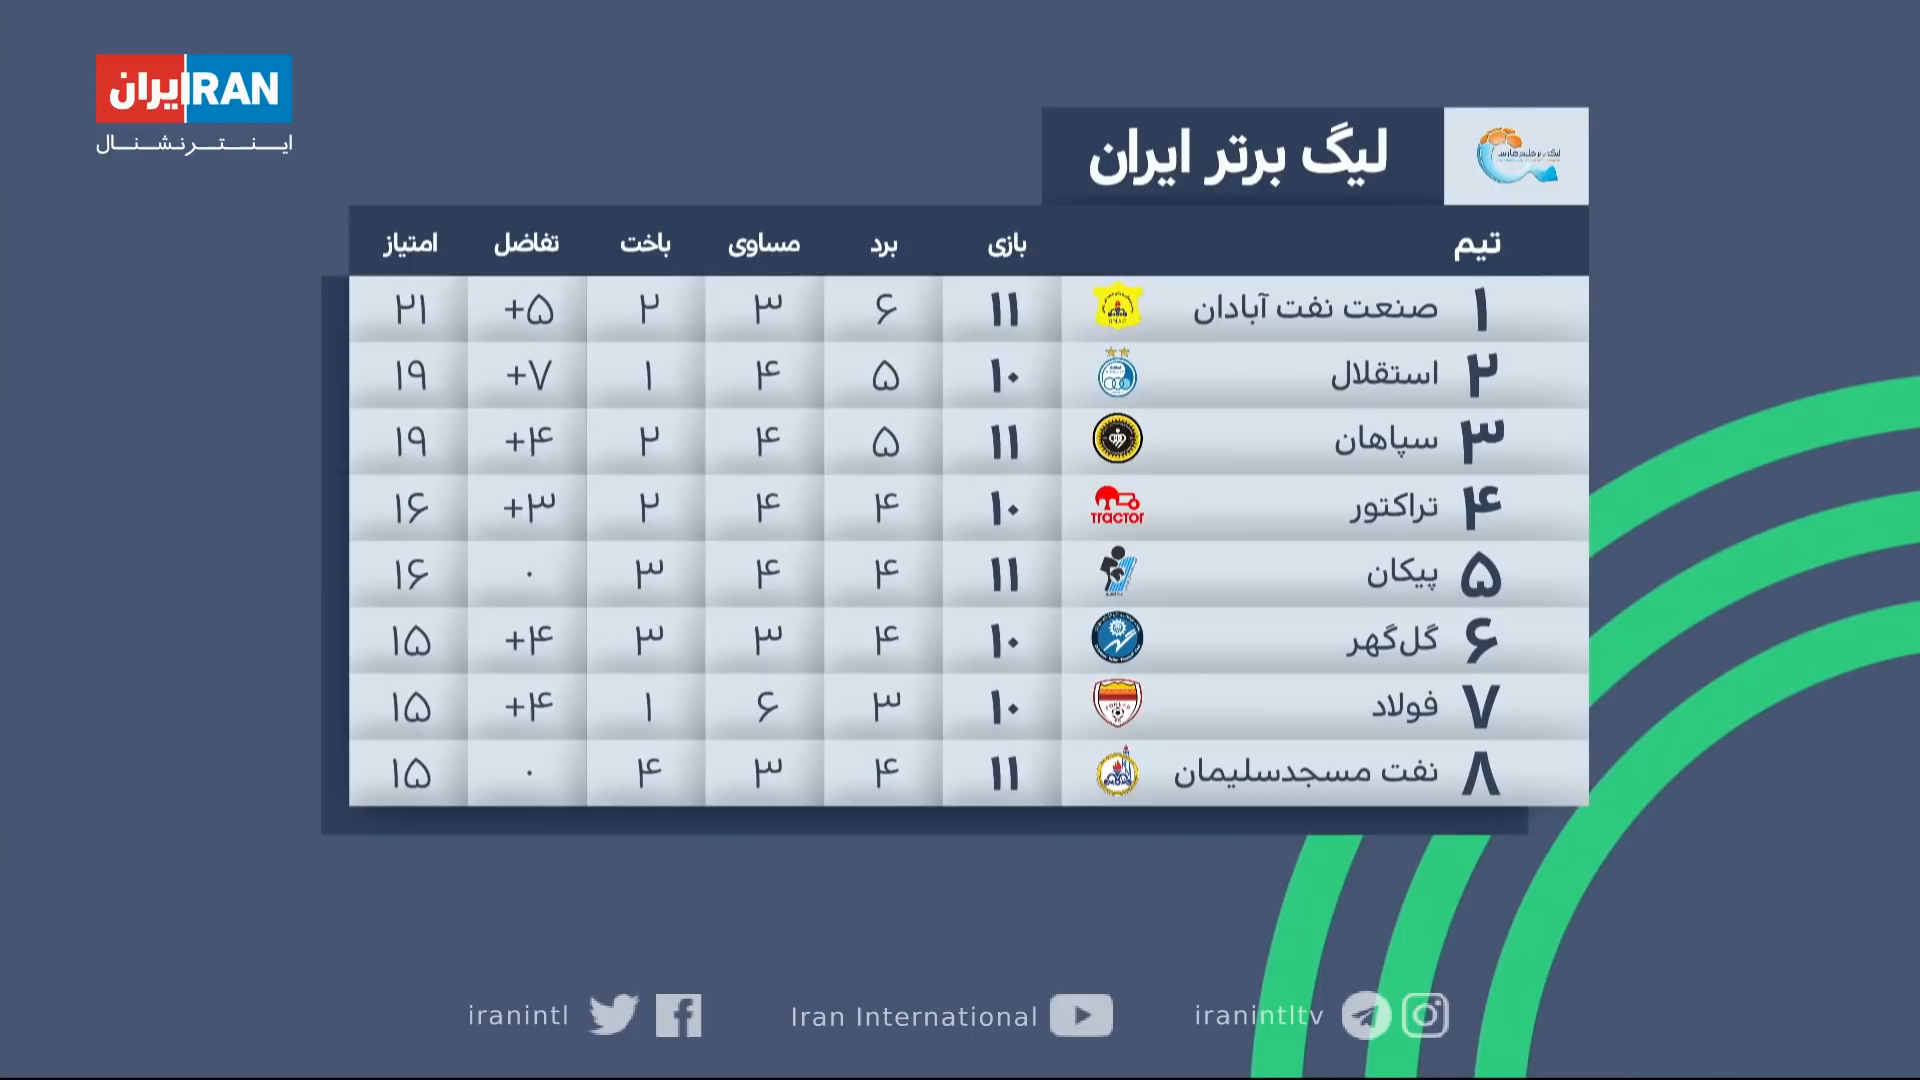 ایران IRAN
اینترنشنال
لیگ برتر ایران
تیم بازی برد مساوی باخت تفاضل امتیاز
۱ صنعت نفت آبادان ۱۱ ۶ ۳ ۲ +۵ ۲۱
۲ استقلال ۱۰ ۵ ۴ ۱ +۷ ۱۹
۳ سپاهان ۱۱ ۵ ۴ ۲ +۴ ۱۹
۴ تراکتور TRACTOR ۱۰ ۴ ۴ ۲ +۳ ۱۶
۵ پیکان ۱۱ ۴ ۴ ۳ ۰ ۱۶
۶ گل‌گهر ۱۰ ۴ ۳ ۳ +۴ ۱۵
۷ فولاد ۱۰ ۳ ۶ ۱ +۴ ۱۵
۸ نفت مسجدسلیمان ۱۱ ۴ ۳ ۴ ۰ ۱۵
iranintl Iran International iranintltv